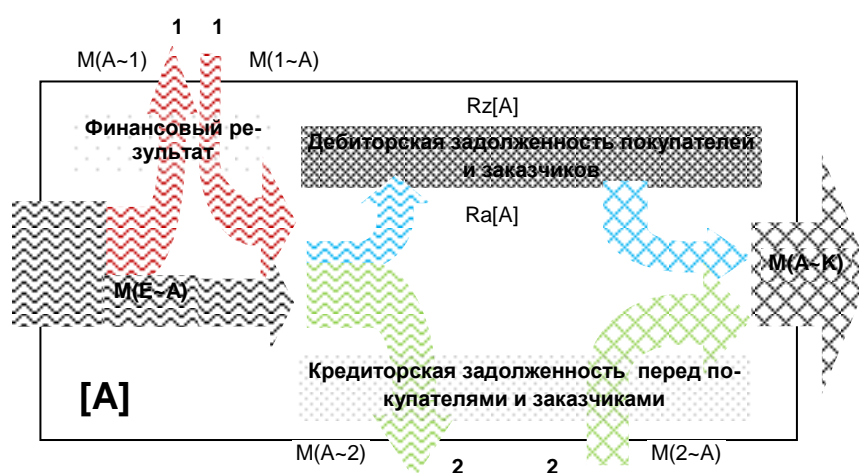 1 1
M(A~1) M(1~A)
Rz[A]
Финансовый ре-
зультат
Дебиторская задолженность покупателей
и заказчиков
Ra[A]
M(E~A)
M(A~K)
Кредиторская задолженность перед по-
купателями и заказчиками
[A]
M(A~2) M(2~A)
2 2